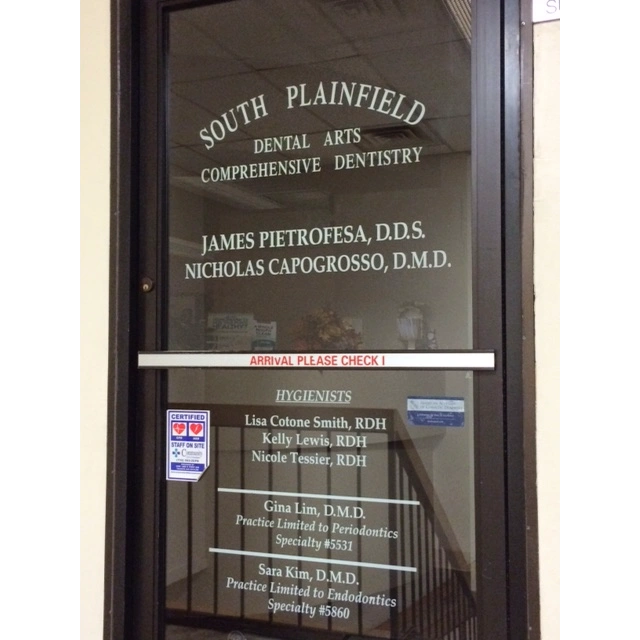 SOUTH PLAINFIELD
DENTAL ARTS
COMPREHENSIVE DENTISTRY
JAMES PIETROFESA, D.D.S.
NICHOLAS CAPOGROSSO, D.M.D.
ARRIVAL PLEASE CHECK I
HYGIENISTS
Lisa Cotone Smith, RDH
Kelly Lewis, RDH
Nicole Tessier, RDH
CERTIFIED
STAFF ON SITE
Gina Lim, D.M.D.
Practice Limited to Periodontics
Specialty #5531
Sara Kim, D.M.D.
Practice Limited to Endodontics
Specialty #5860